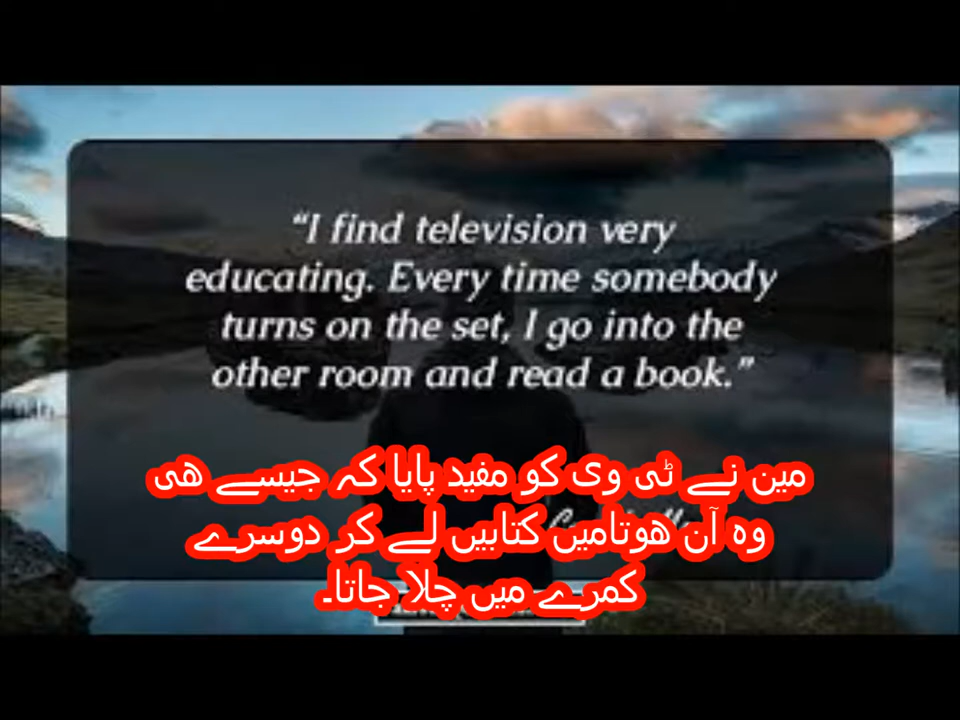 “I find television very
educating. Every time somebody
turns on the set, I go into the
other room and read a book.”
مین نے ٹی وی کو مفید پایا کہ جیسے ھی
وہ آن ھوتامیں کتابیں لے کر دوسرے
کمرے میں چلا جاتا۔